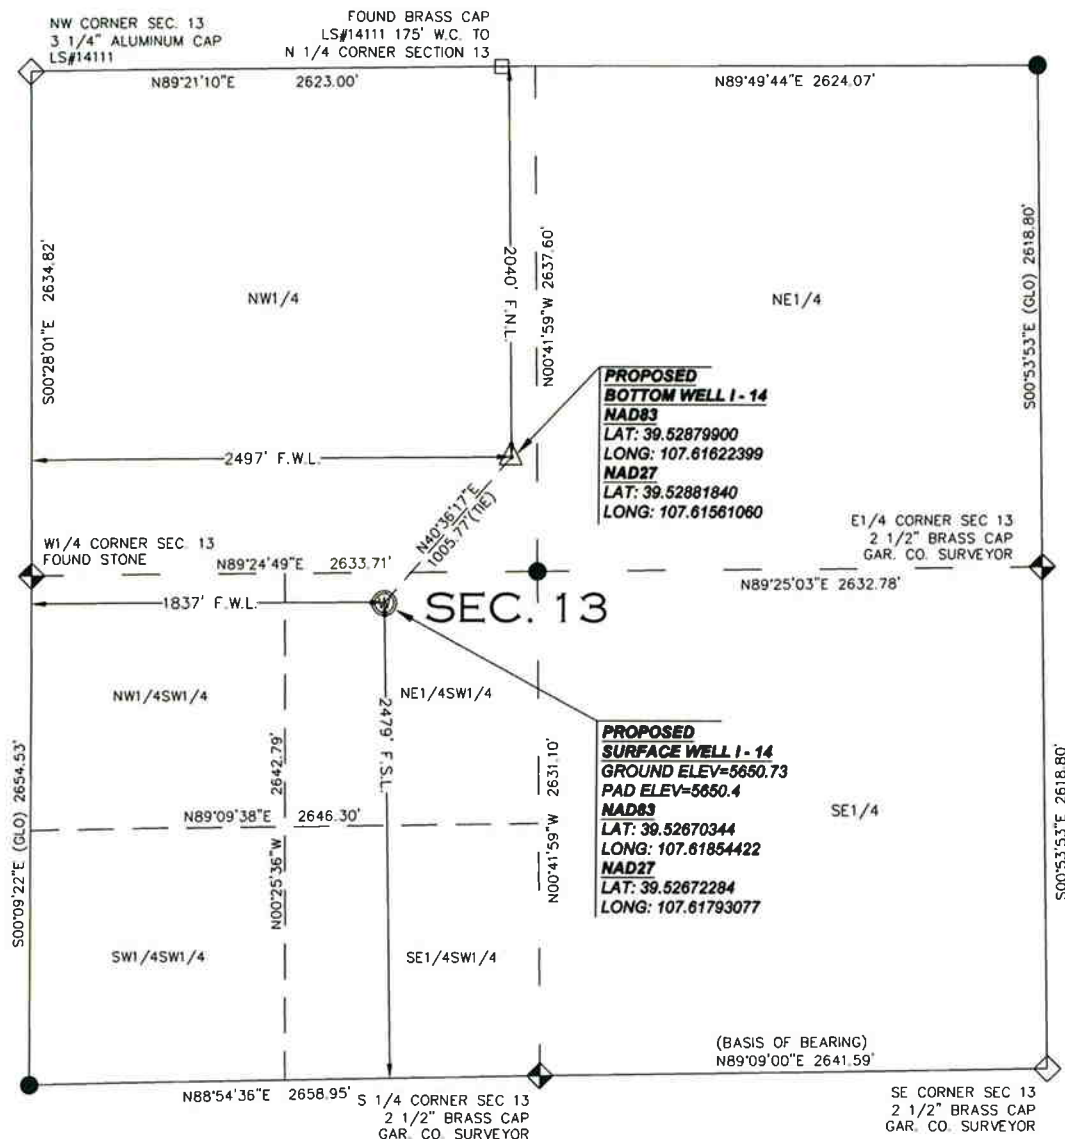 NW CORNER SEC. 13
3 1/4" ALUMINUM CAP
LS#14111
FOUND BRASS CAP
LS#14111 175' W.C. TO
N 1/4 CORNER SECTION 13
N89°21'10"E 2623.00'
N89°49'44"E 2624.07'
S00°28'01"E 2634.82'
NW1/4
2040' F.N.L.
N00°41'59"W 2637.60'
NE1/4
S00°53'53"E (GLO) 2618.80'
PROPOSED
BOTTOM WELL I - 14
NAD83
LAT: 39.52879900
LONG: 107.61622399
NAD27
LAT: 39.52881840
LONG: 107.61561060
2497' F.W.L.
N40°36'17"E
1005.77'(TIE)
E1/4 CORNER SEC 13
2 1/2" BRASS CAP
GAR. CO. SURVEYOR
W1/4 CORNER SEC. 13
FOUND STONE
N89°24'49"E 2633.71'
N89°25'03"E 2632.78'
1837' F.W.L.
W
SEC. 13
NW1/4SW1/4
NE1/4SW1/4
2479' F.S.L.
PROPOSED
SURFACE WELL I - 14
GROUND ELEV=5650.73
PAD ELEV=5650.4
NAD83
LAT: 39.52670344
LONG: 107.61854422
NAD27
LAT: 39.52672284
LONG: 107.61793077
SE1/4
S00°09'22"E (GLO) 2654.53'
N00°25'36"W 2642.79'
N89°09'38"E 2646.30'
N00°41'59"W 2631.10'
S00°53'53"E 2618.80'
SW1/4SW1/4
SE1/4SW1/4
(BASIS OF BEARING)
N89°09'00"E 2641.59'
N88°54'36"E 2658.95'
S 1/4 CORNER SEC 13
2 1/2" BRASS CAP
GAR. CO. SURVEYOR
SE CORNER SEC 13
2 1/2" BRASS CAP
GAR. CO. SURVEYOR